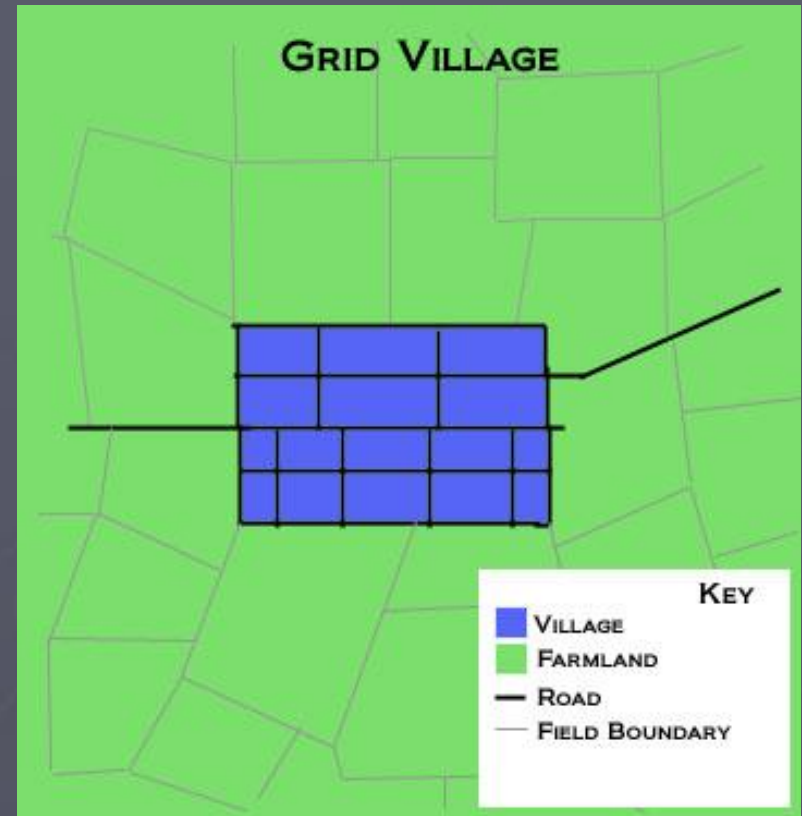 Grid Village
Key
Village
Farmland
Road
Field Boundary